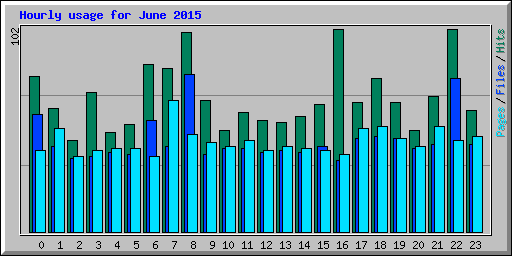 Hourly usage for June 2015
102
Pages/Files/Hits
0 1 2 3 4 5 6 7 8 9 10 11 12 13 14 15 16 17 18 19 20 21 22 23